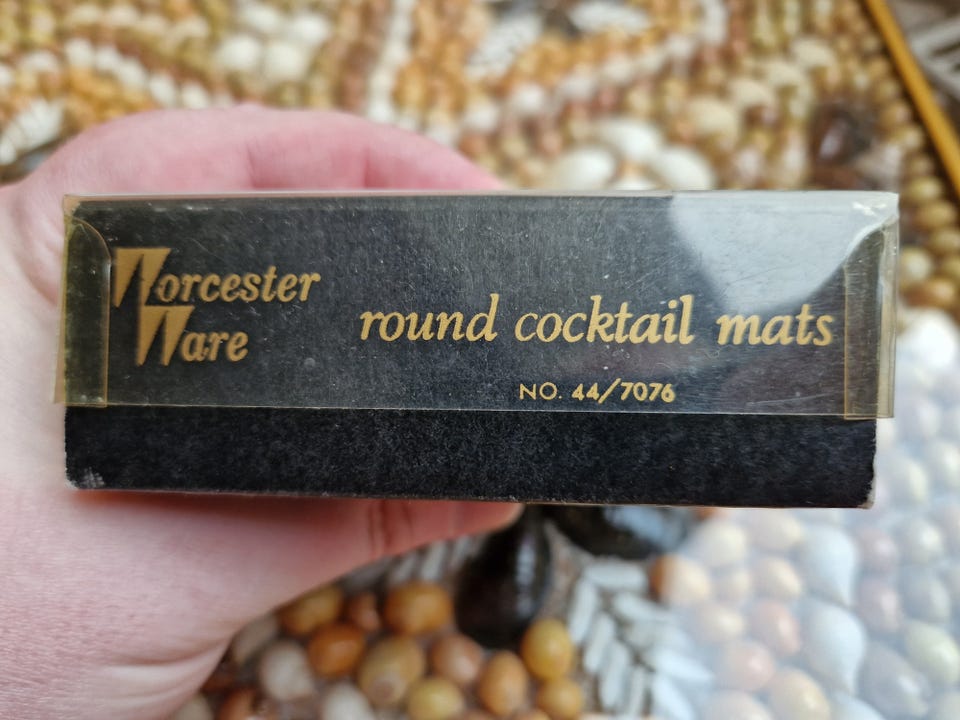 Worcester
Ware
round cocktail mats
NO. 44/7076